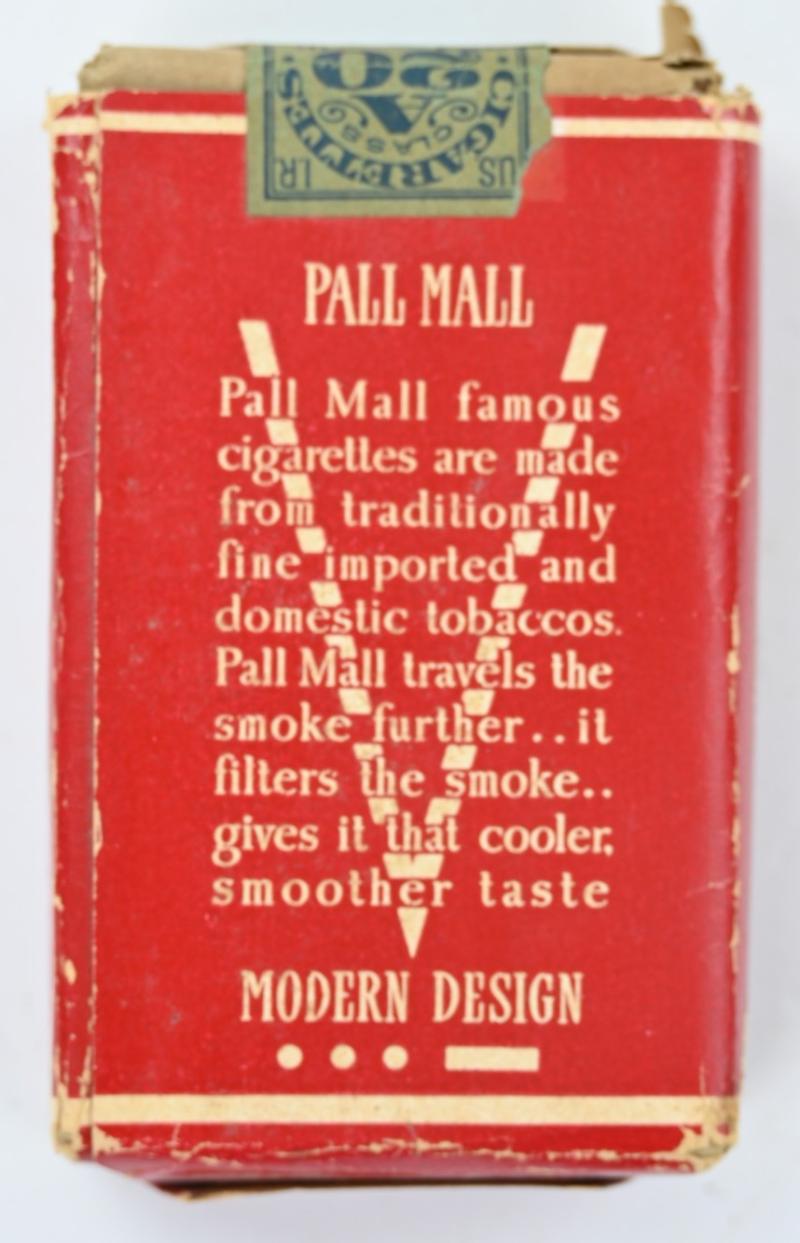 CIGARETTES
20
CLASS A
US IR
PALL MALL
Pall Mall famous
cigarettes are made
from traditionally
fine imported and
domestic tobaccos.
Pall Mall travels the
smoke further..it
filters the smoke..
gives it that cooler,
smoother taste
MODERN DESIGN